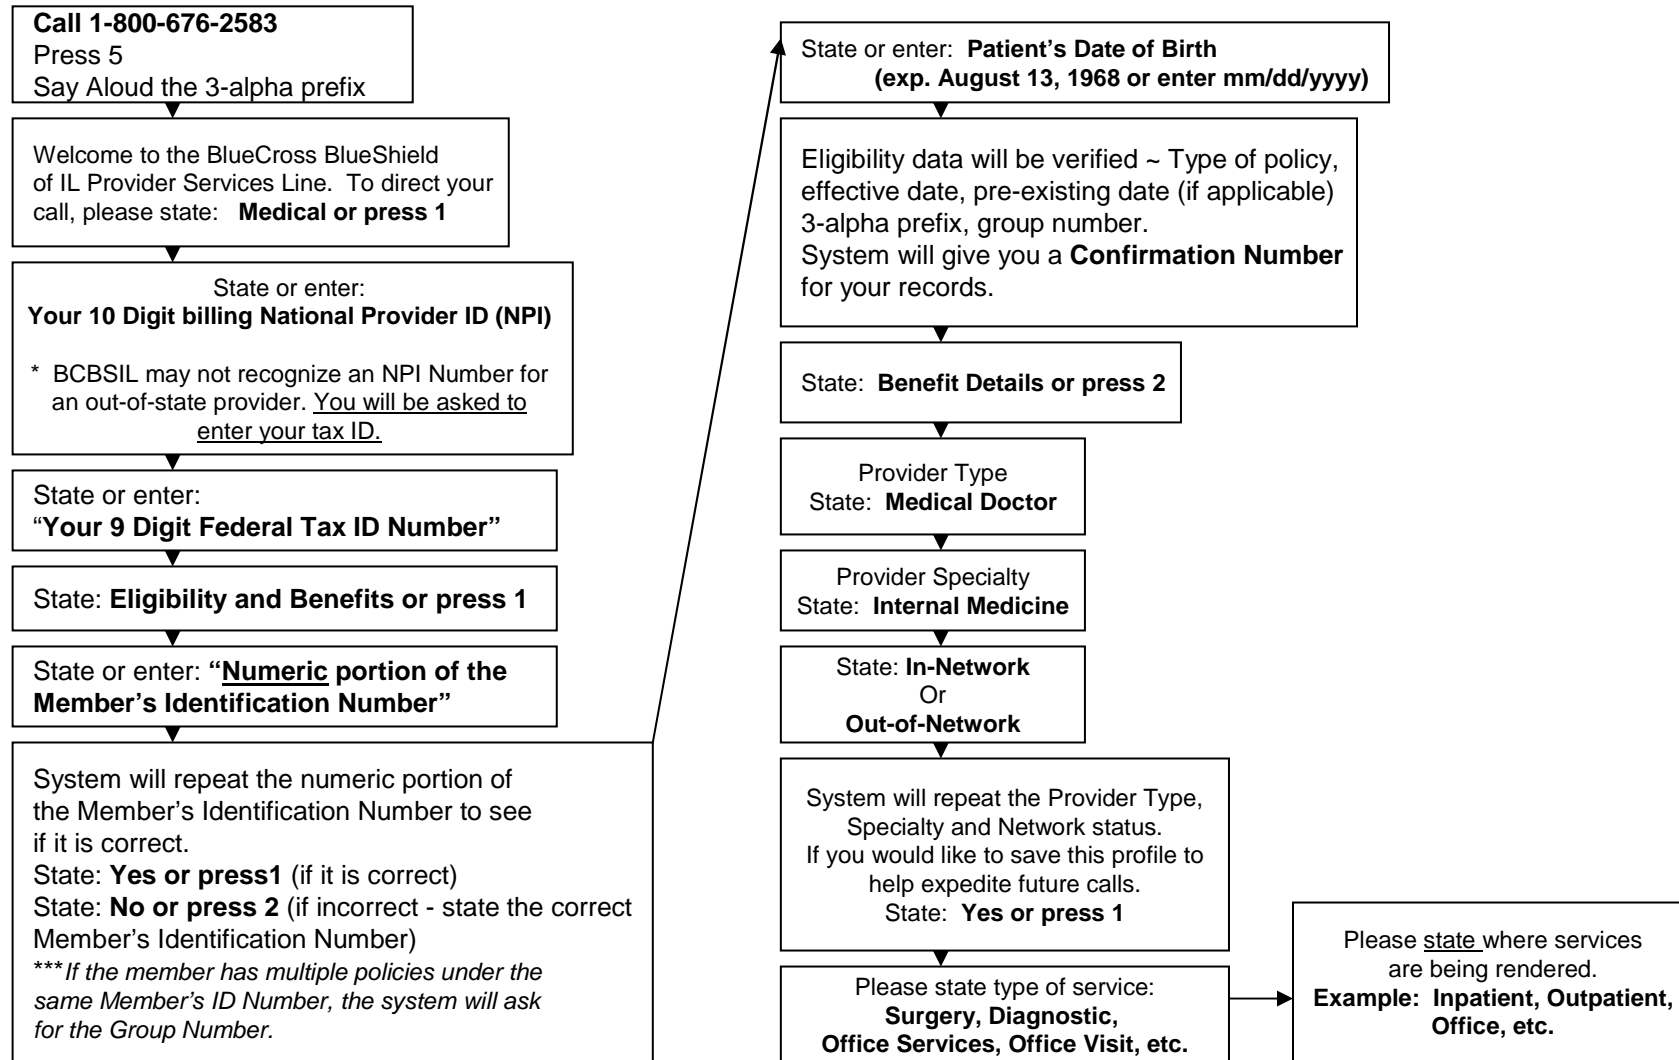 Call 1-800-676-2583
Press 5
Say Aloud the 3-alpha prefix
Welcome to the BlueCross BlueShield
of IL Provider Services Line. To direct your
call, please state: Medical or press 1
State or enter:
Your 10 Digit billing National Provider ID (NPI)
* BCBSIL may not recognize an NPI Number for
an out-of-state provider. You will be asked to
enter your tax ID.
State or enter:
“Your 9 Digit Federal Tax ID Number”
State: Eligibility and Benefits or press 1
State or enter: “Numeric portion of the
Member’s Identification Number”
System will repeat the numeric portion of
the Member’s Identification Number to see
if it is correct.
State: Yes or press1 (if it is correct)
State: No or press 2 (if incorrect - state the correct
Member’s Identification Number)
***If the member has multiple policies under the
same Member’s ID Number, the system will ask
for the Group Number.
State or enter: Patient’s Date of Birth
(exp. August 13, 1968 or enter mm/dd/yyyy)
Eligibility data will be verified ~ Type of policy,
effective date, pre-existing date (if applicable)
3-alpha prefix, group number.
System will give you a Confirmation Number
for your records.
State: Benefit Details or press 2
Provider Type
State: Medical Doctor
Provider Specialty
State: Internal Medicine
State: In-Network
Or
Out-of-Network
System will repeat the Provider Type,
Specialty and Network status.
If you would like to save this profile to
help expedite future calls.
State: Yes or press 1
Please state type of service:
Surgery, Diagnostic,
Office Services, Office Visit, etc.
Please state where services
are being rendered.
Example: Inpatient, Outpatient,
Office, etc.